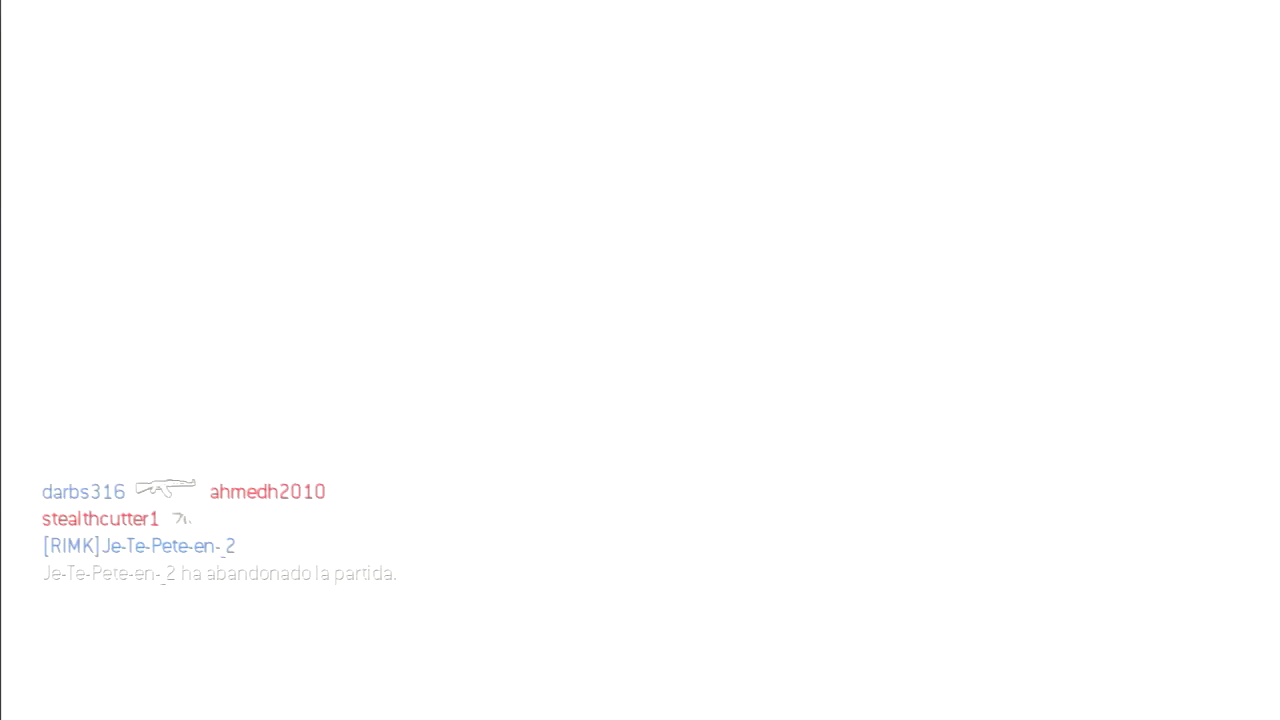 darbs316 ahmedh2010
stealthcutter1
[RIMK]Je-Te-Pete-en-_2
Je-Te-Pete-en-_2 ha abandonado la partida.